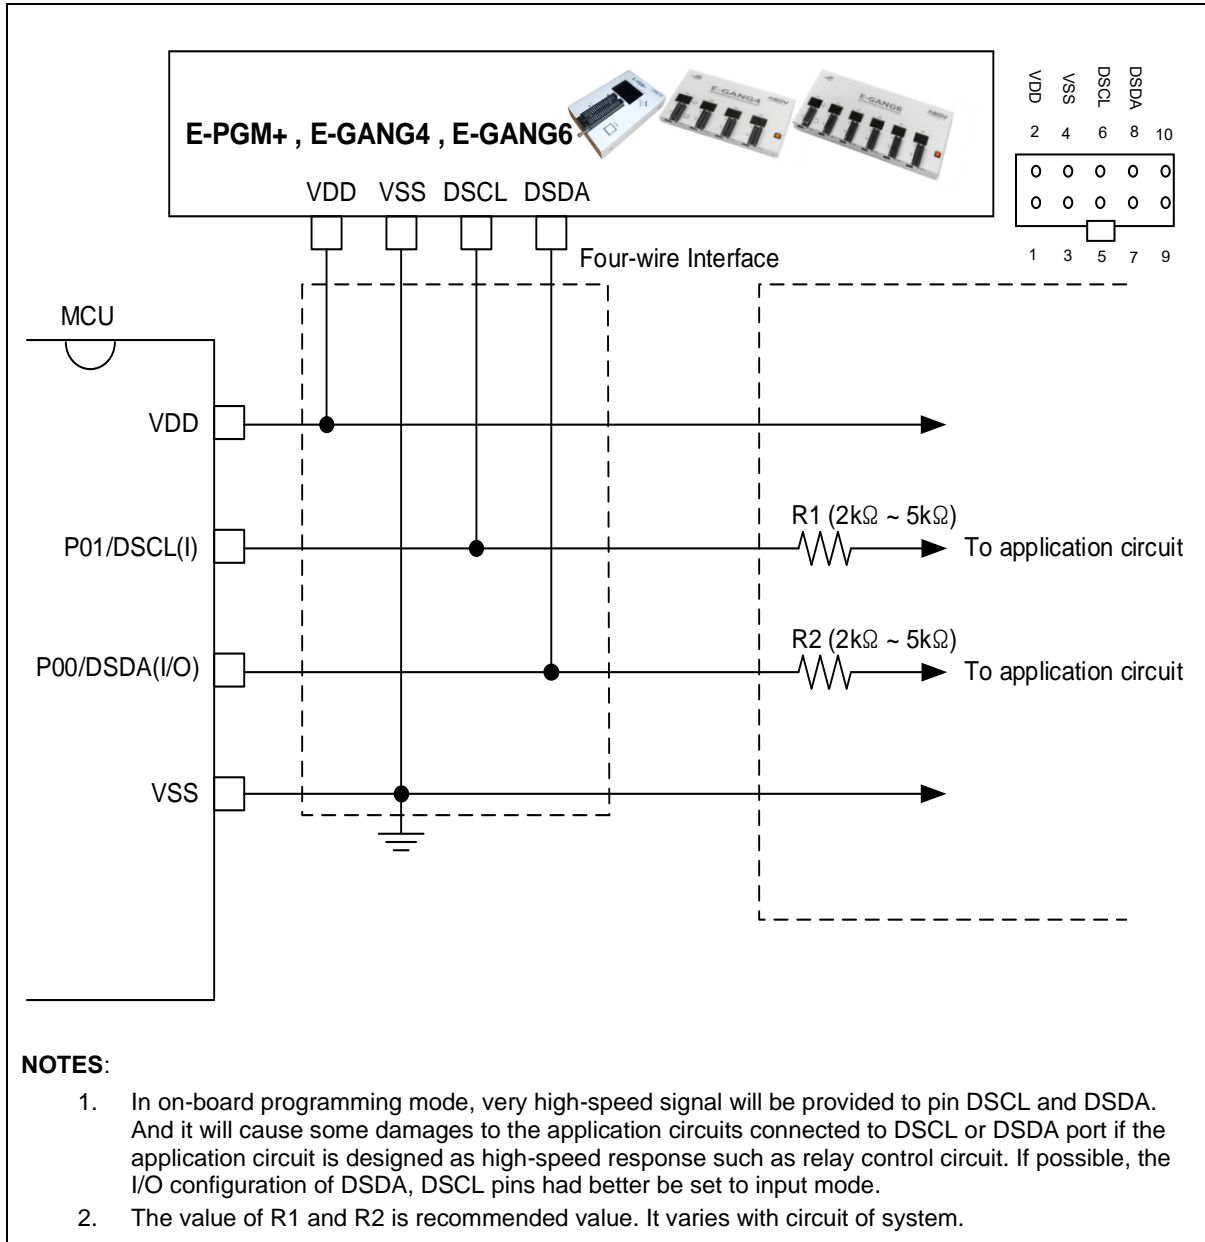 E-PGM+ , E-GANG4 , E-GANG6
E-PGM+
E-GANG4
E-GANG6
VDD VSS DSCL DSDA
2 4 6 8 10
1 3 5 7 9
VDD VSS DSCL DSDA
Four-wire Interface
MCU
VDD
R1 (2kΩ ~ 5kΩ)
P01/DSCL(I)
To application circuit
R2 (2kΩ ~ 5kΩ)
P00/DSDA(I/O)
To application circuit
VSS
NOTES:
1. In on-board programming mode, very high-speed signal will be provided to pin DSCL and DSDA.
And it will cause some damages to the application circuits connected to DSCL or DSDA port if the
application circuit is designed as high-speed response such as relay control circuit. If possible, the
I/O configuration of DSDA, DSCL pins had better be set to input mode.
2. The value of R1 and R2 is recommended value. It varies with circuit of system.